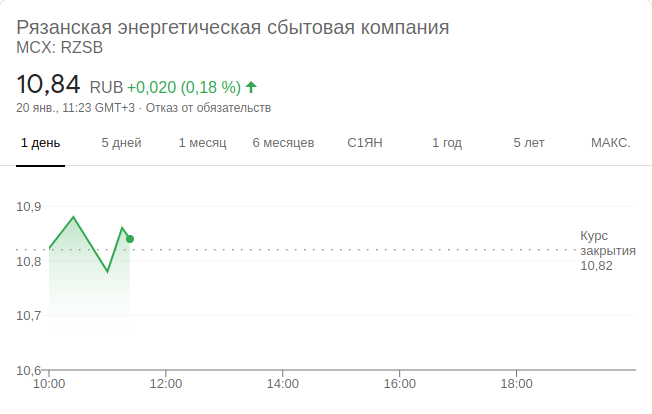 Рязанская энергетическая сбытовая компания
MCX: RZSB
10,84 RUB +0,020 (0,18 %)
20 янв., 11:23 GMT+3 · Отказ от обязательств
1 день 5 дней 1 месяц 6 месяцев С1ЯН 1 год 5 лет МАКС.
10,9
Курс
закрытия
10,82
10,8
10,7
10,6
10:00 12:00 14:00 16:00 18:00